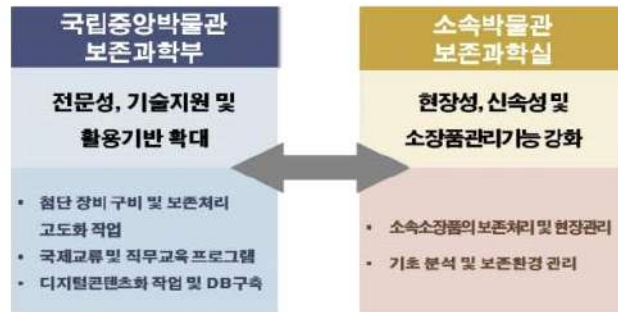 국립중앙박물관
보존과학부
전문성, 기술지원 및
활용기반 확대
• 첨단 장비 구비 및 보존처리
고도화 작업
• 국제교류 및 직무교육 프로그램
• 디지털콘텐츠화 작업 및 DB구축
소속박물관
보존과학실
현장성, 신속성 및
소장품관리기능 강화
• 소속소장품의 보존처리 및 현장관리
• 기초 분석 및 보존환경 관리